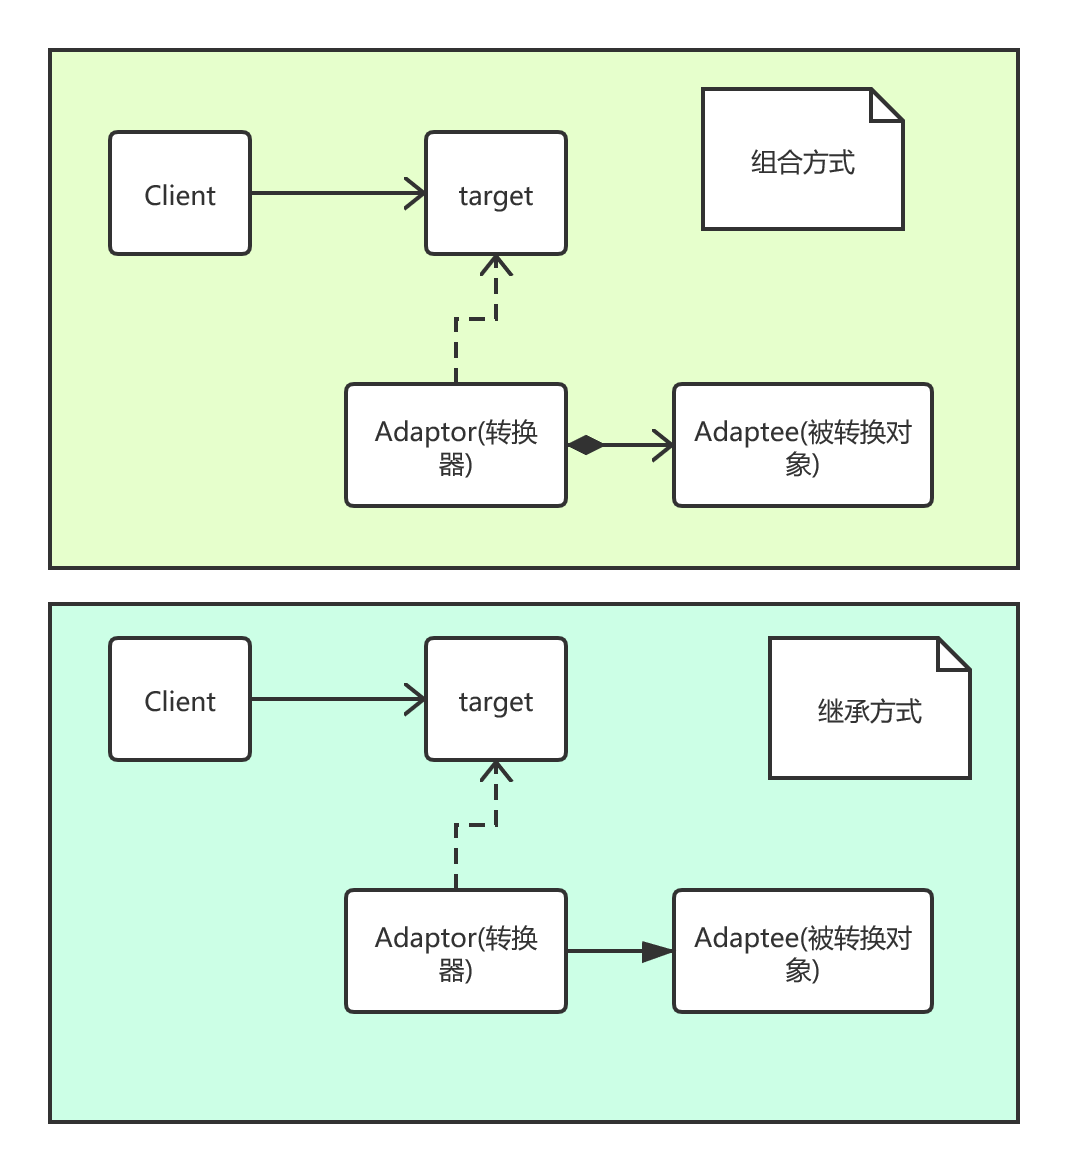 Client
target
组合方式
Adaptor(转换
器)
Adaptee(被转换对
象)
Client
target
继承方式
Adaptor(转换
器)
Adaptee(被转换对
象)